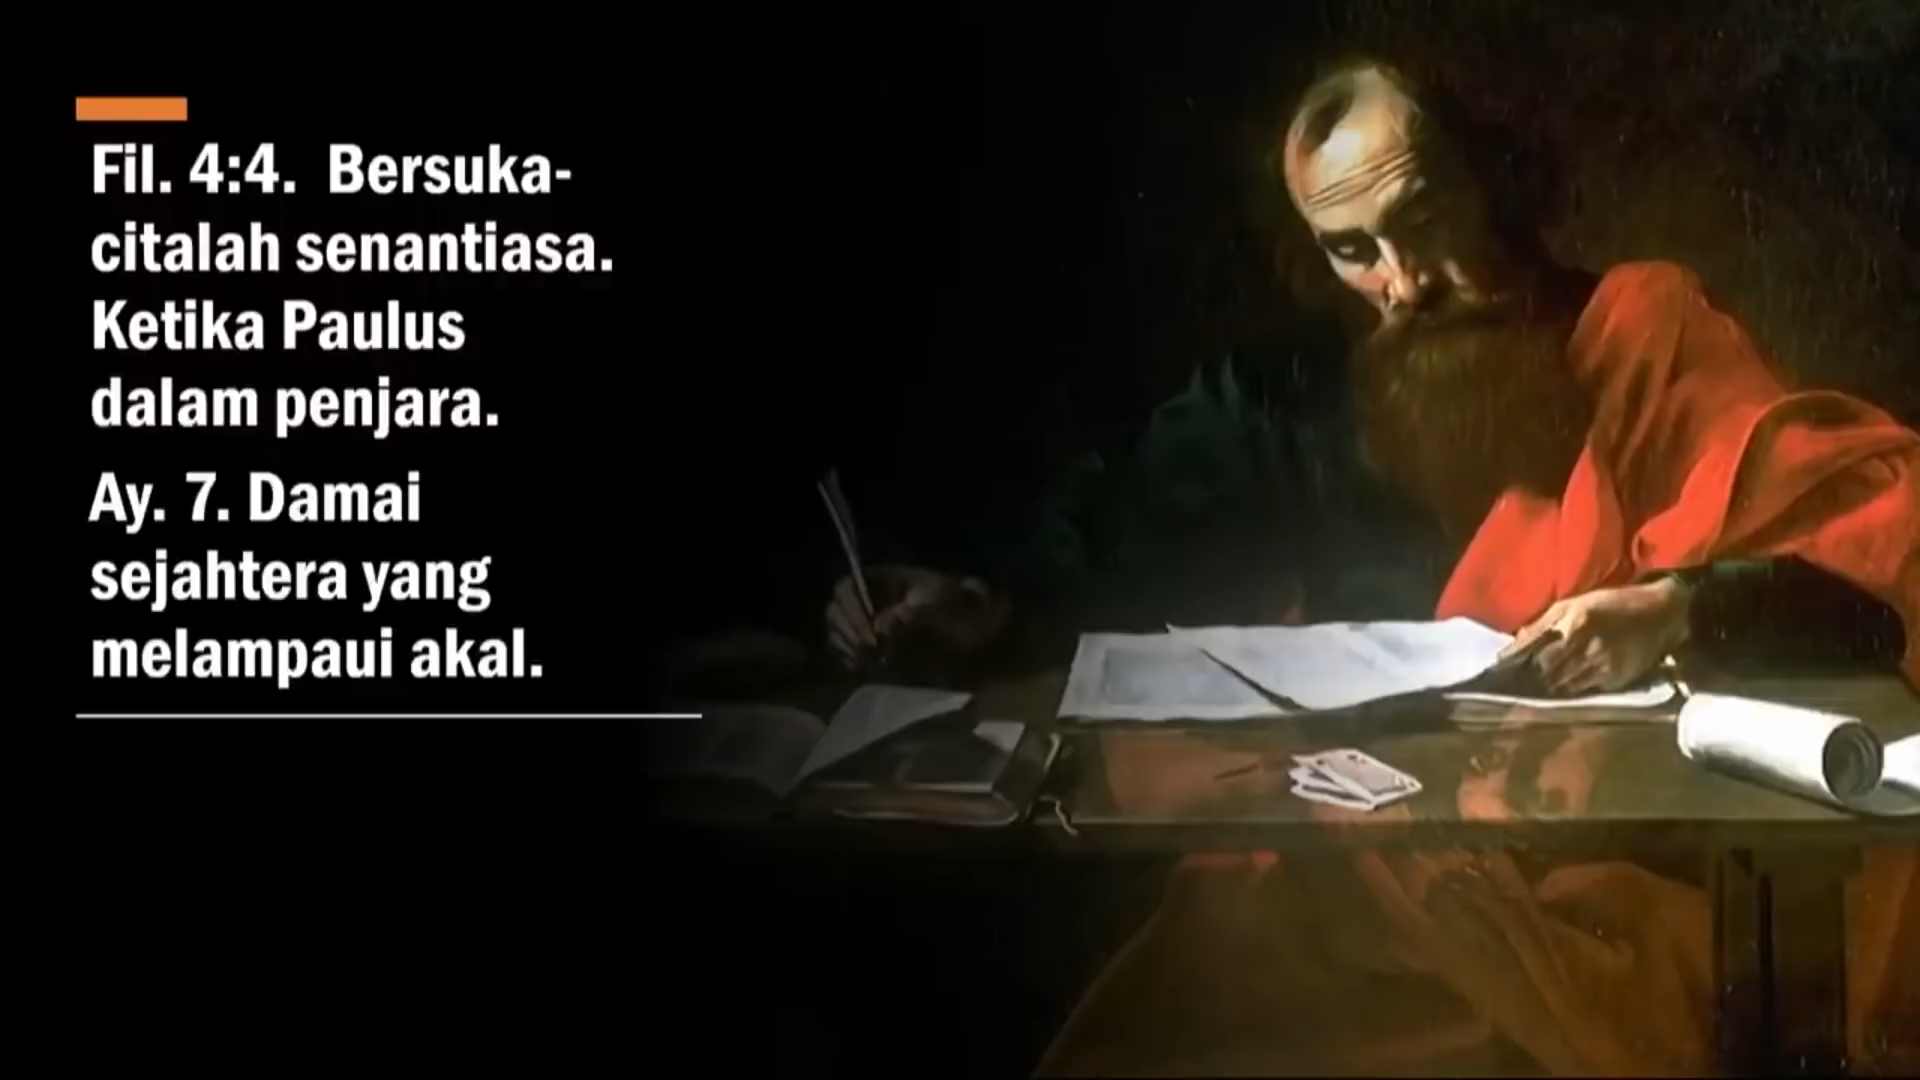 Fil. 4:4.  Bersuka-
citalah senantiasa.
Ketika Paulus
dalam penjara.
Ay. 7. Damai
sejahtera yang
melampaui akal.